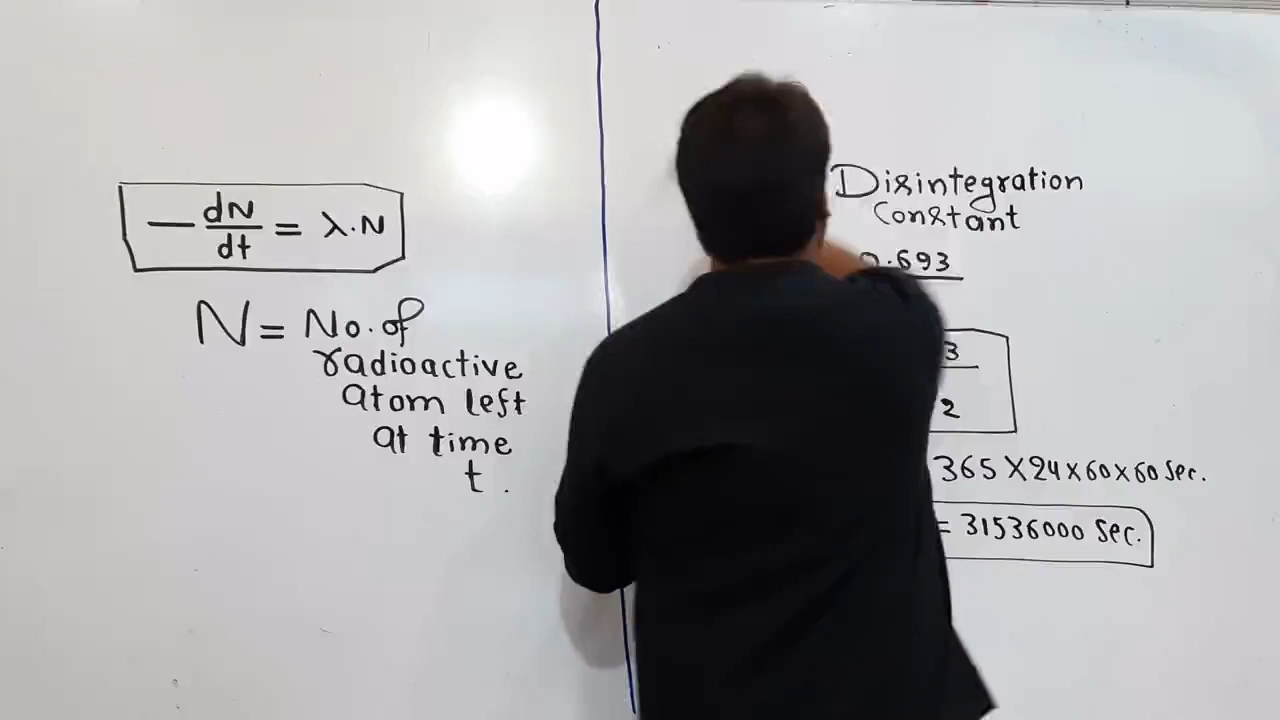 - dN/dt = λ.N
N = No. of
radioactive
atom left
at time
t.
Disintegration
Constant
0.693
3
2
365 X 24 x 60 x 60 Sec.
= 31536000 Sec.